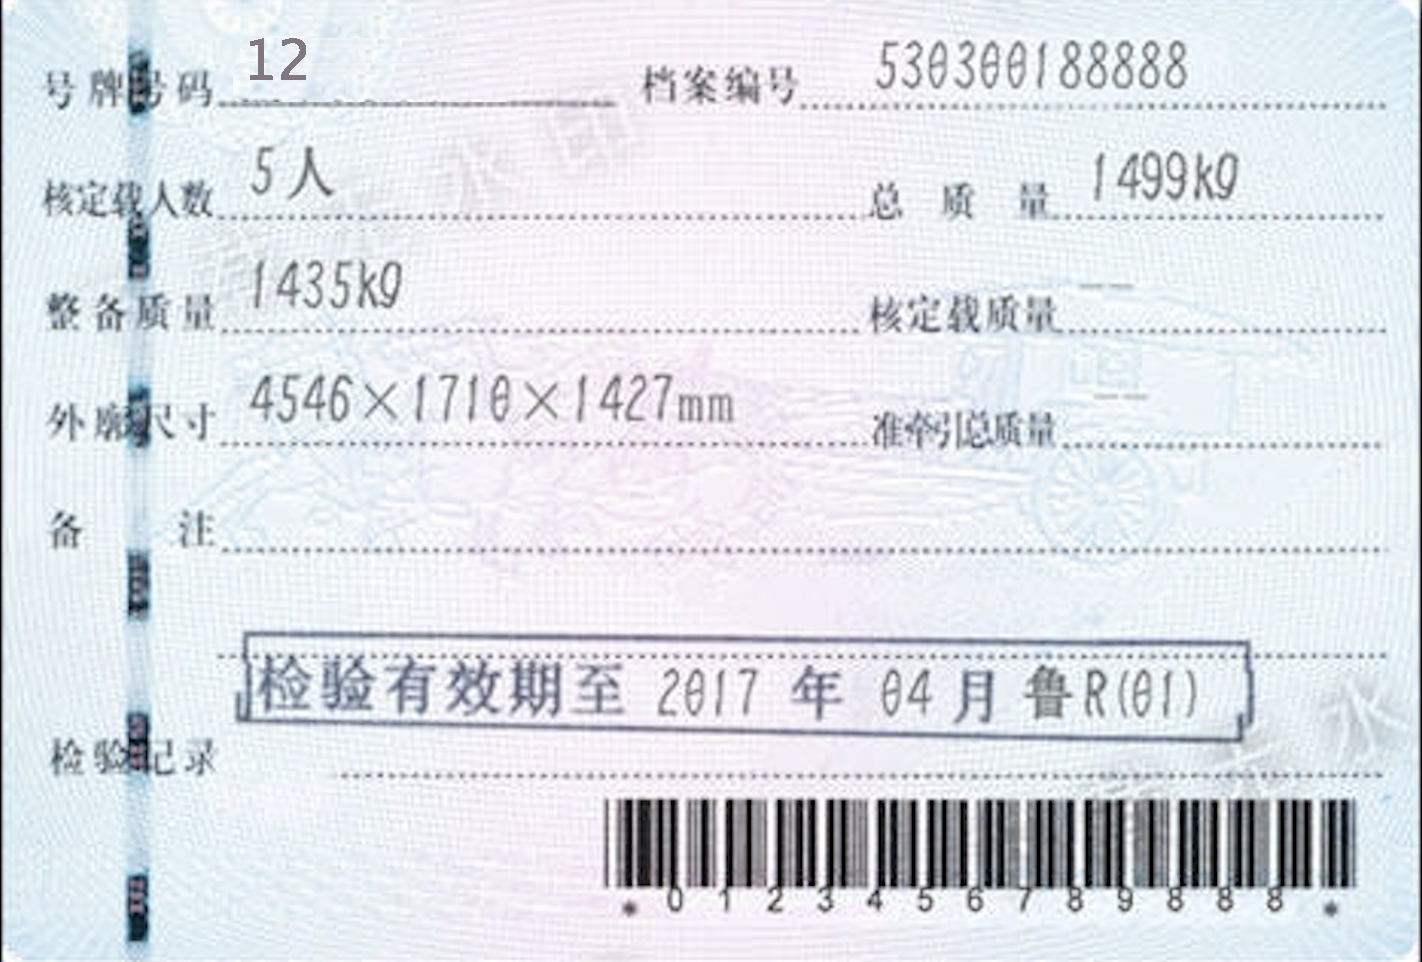 号牌号码 12 档案编号 530300188888
核定载人数 5人 总质量 1499kg
整备质量 1435kg 核定载质量 --
外廓尺寸 4546×1710×1427mm 准牵引总质量 --
备注
检验有效期至 2017 年 04 月 鲁R(01)
检验记录
*0123456789888*